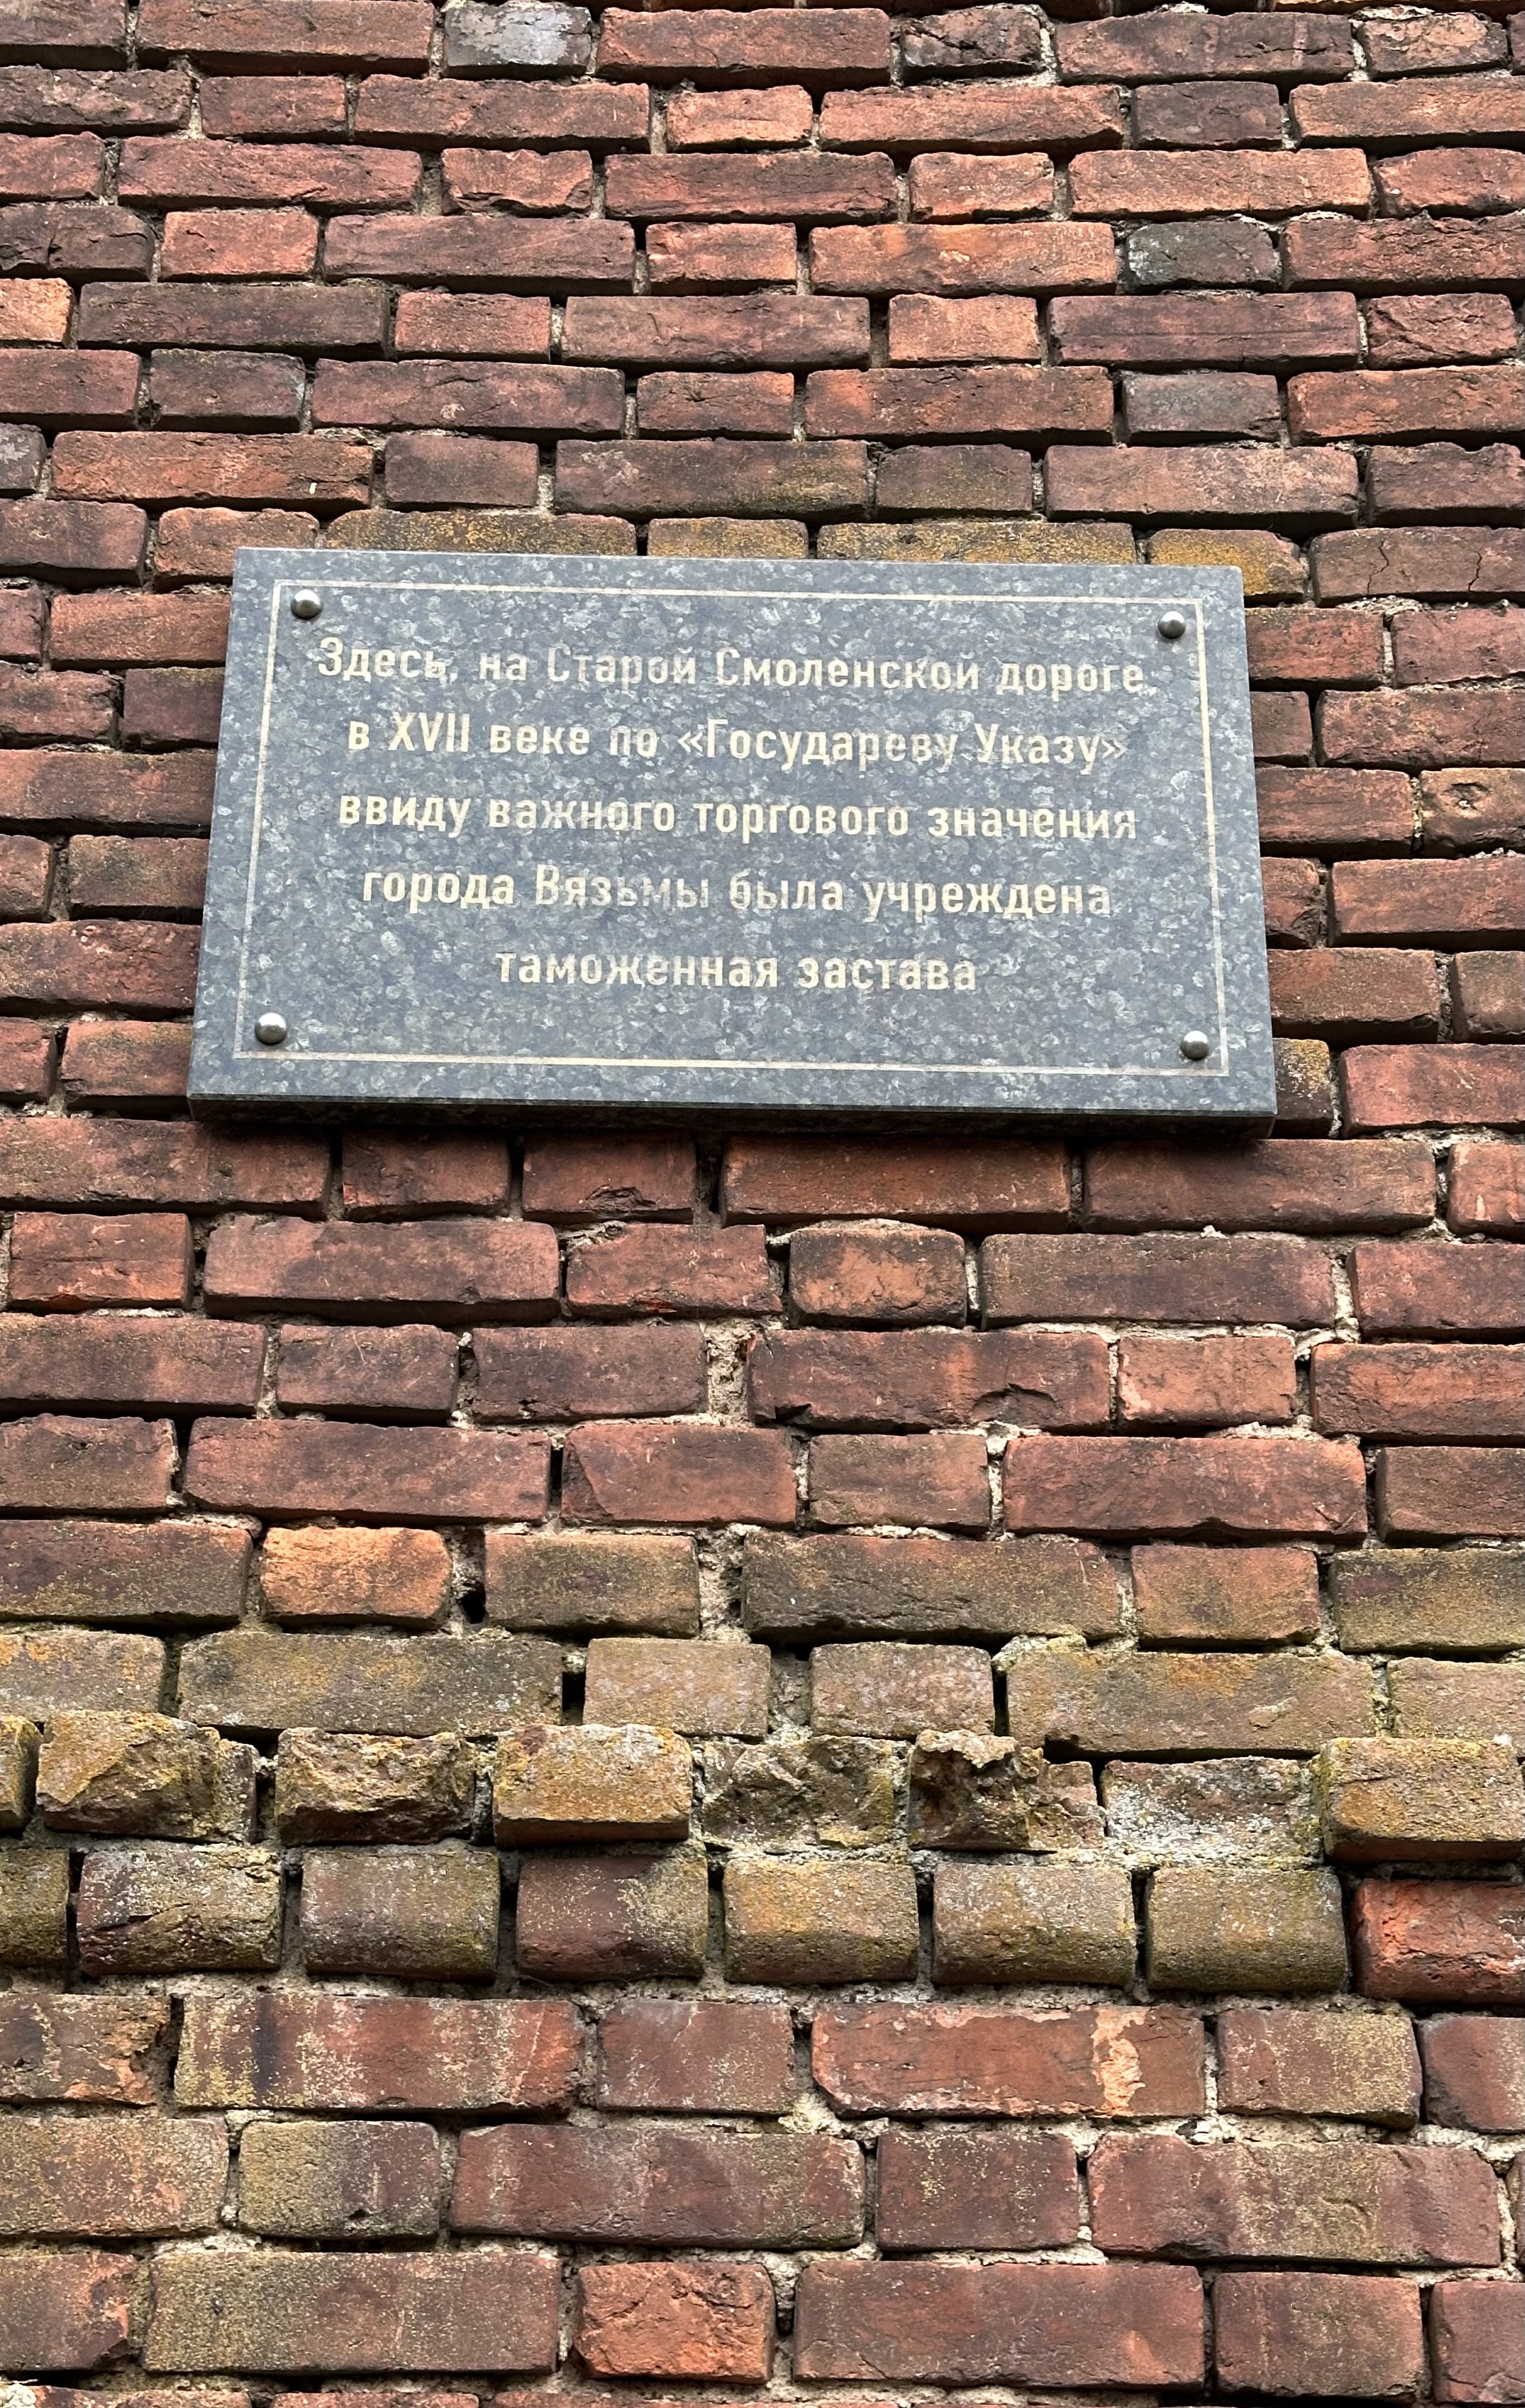 Здесь, на Старой Смоленской дороге,
в XVII веке по «Государеву Указу»
ввиду важного торгового значения
города Вязьмы была учреждена
таможенная застава